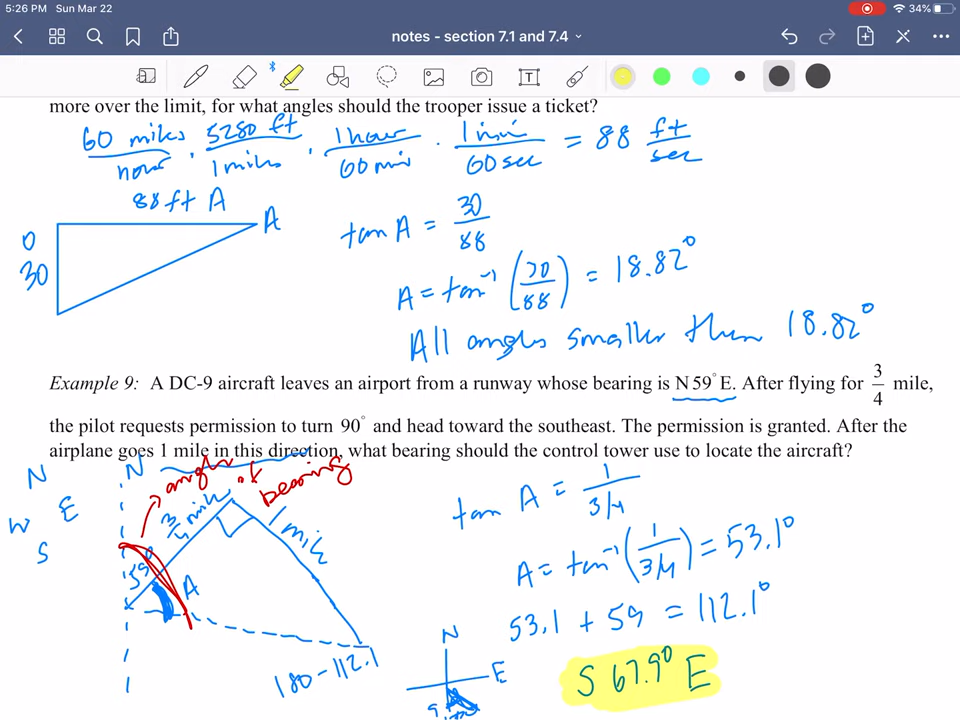 5:26 PM Sun Mar 22 34%
notes - section 7.1 and 7.4
more over the limit, for what angles should the trooper issue a ticket?
60 miles / hour · 5280 ft / 1 miles · 1 hour / 60 min · 1 min / 60 sec = 88 ft / sec
88 ft A
A
O
30
tan A = 30 / 88
A = tan⁻¹ (30/88) = 18.82°
All angles smaller then 18.82°
Example 9: A DC-9 aircraft leaves an airport from a runway whose bearing is N 59° E. After flying for 3/4 mile,
the pilot requests permission to turn 90° and head toward the southeast. The permission is granted. After the
airplane goes 1 mile in this direction, what bearing should the control tower use to locate the aircraft?
N
W E
S
N
angle of bearing
3/4 mile
1 mile
59°
A
180 - 112.1
tan A = 1 / 3/4
A = tan⁻¹ (1 / 3/4) = 53.1°
53.1 + 59 = 112.1°
N
E
S 67.9° E